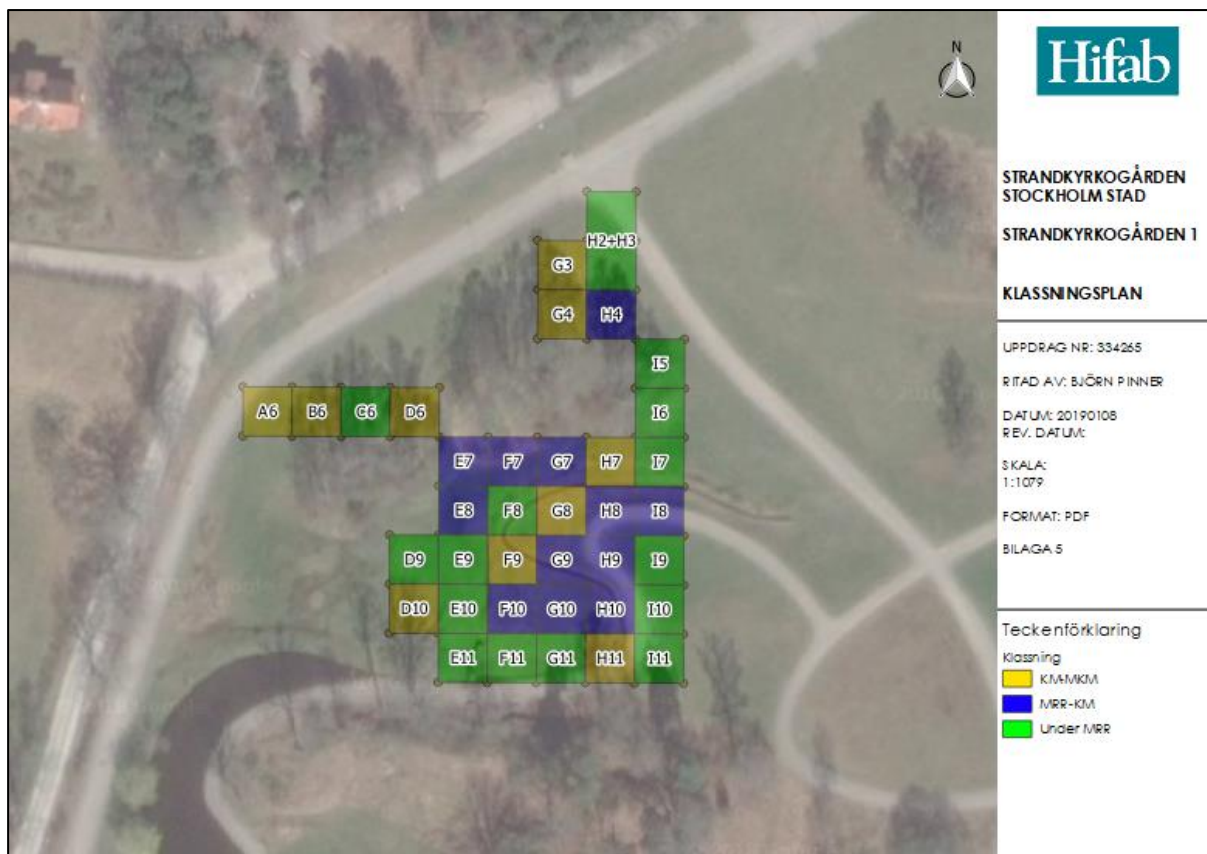 N
H2+H3
G3
G4 H4
I5
A6 B6 C6 D6 I6
E7 F7 G7 H7 I7
E8 F8 G8 H8 I8
D9 E9 F9 G9 H9 I9
D10 E10 F10 G10 H10 I10
E11 F11 G11 H11 I11
Hifab
STRANDKYRKOGÅRDEN
STOCKHOLM STAD
STRANDKYRKOGÅRDEN 1
KLASSNINGSPLAN
UPPDRAG NR: 334265
RITAD AV: BJÖRN PINNER
DATUM: 20190108
REV. DATUM:
SKALA:
1:1079
FORMAT: PDF
BILAGA 5
Teckenförklaring
Klassning
KM-MKM
MRR-KM
Under MRR